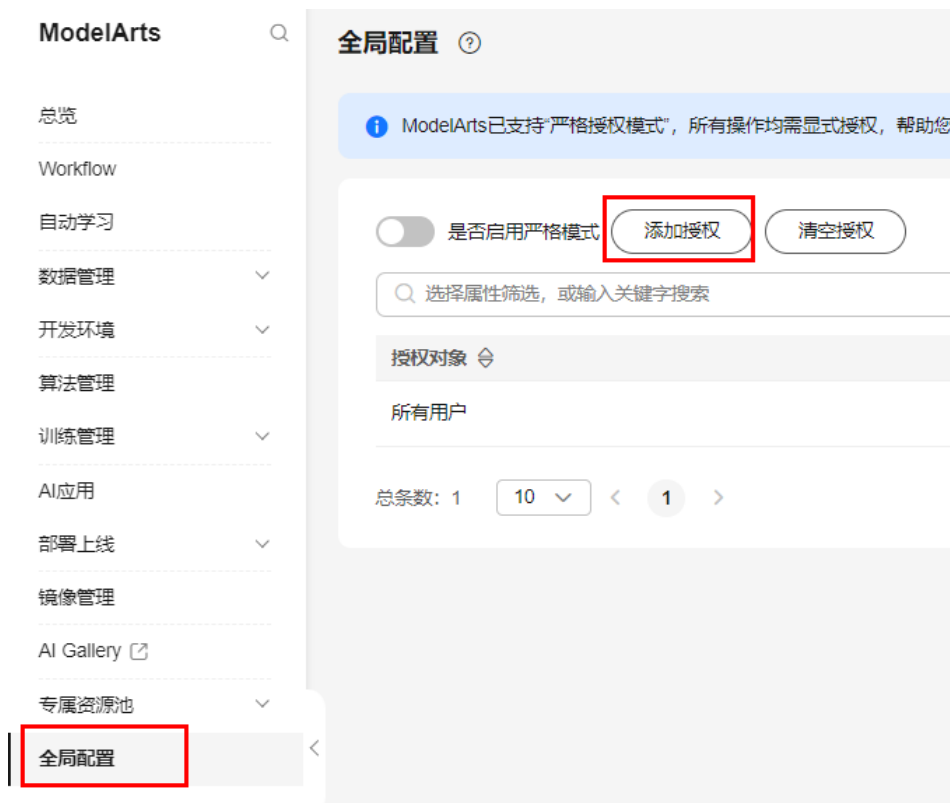 ModelArts
总览
Workflow
自动学习
数据管理
开发环境
算法管理
训练管理
AI应用
部署上线
镜像管理
AI Gallery
专属资源池
全局配置
全局配置
ModelArts已支持“严格授权模式”，所有操作均需显式授权，帮助您
是否启用严格模式 添加授权 清空授权
选择属性筛选，或输入关键字搜索
授权对象
所有用户
总条数：1 10 1